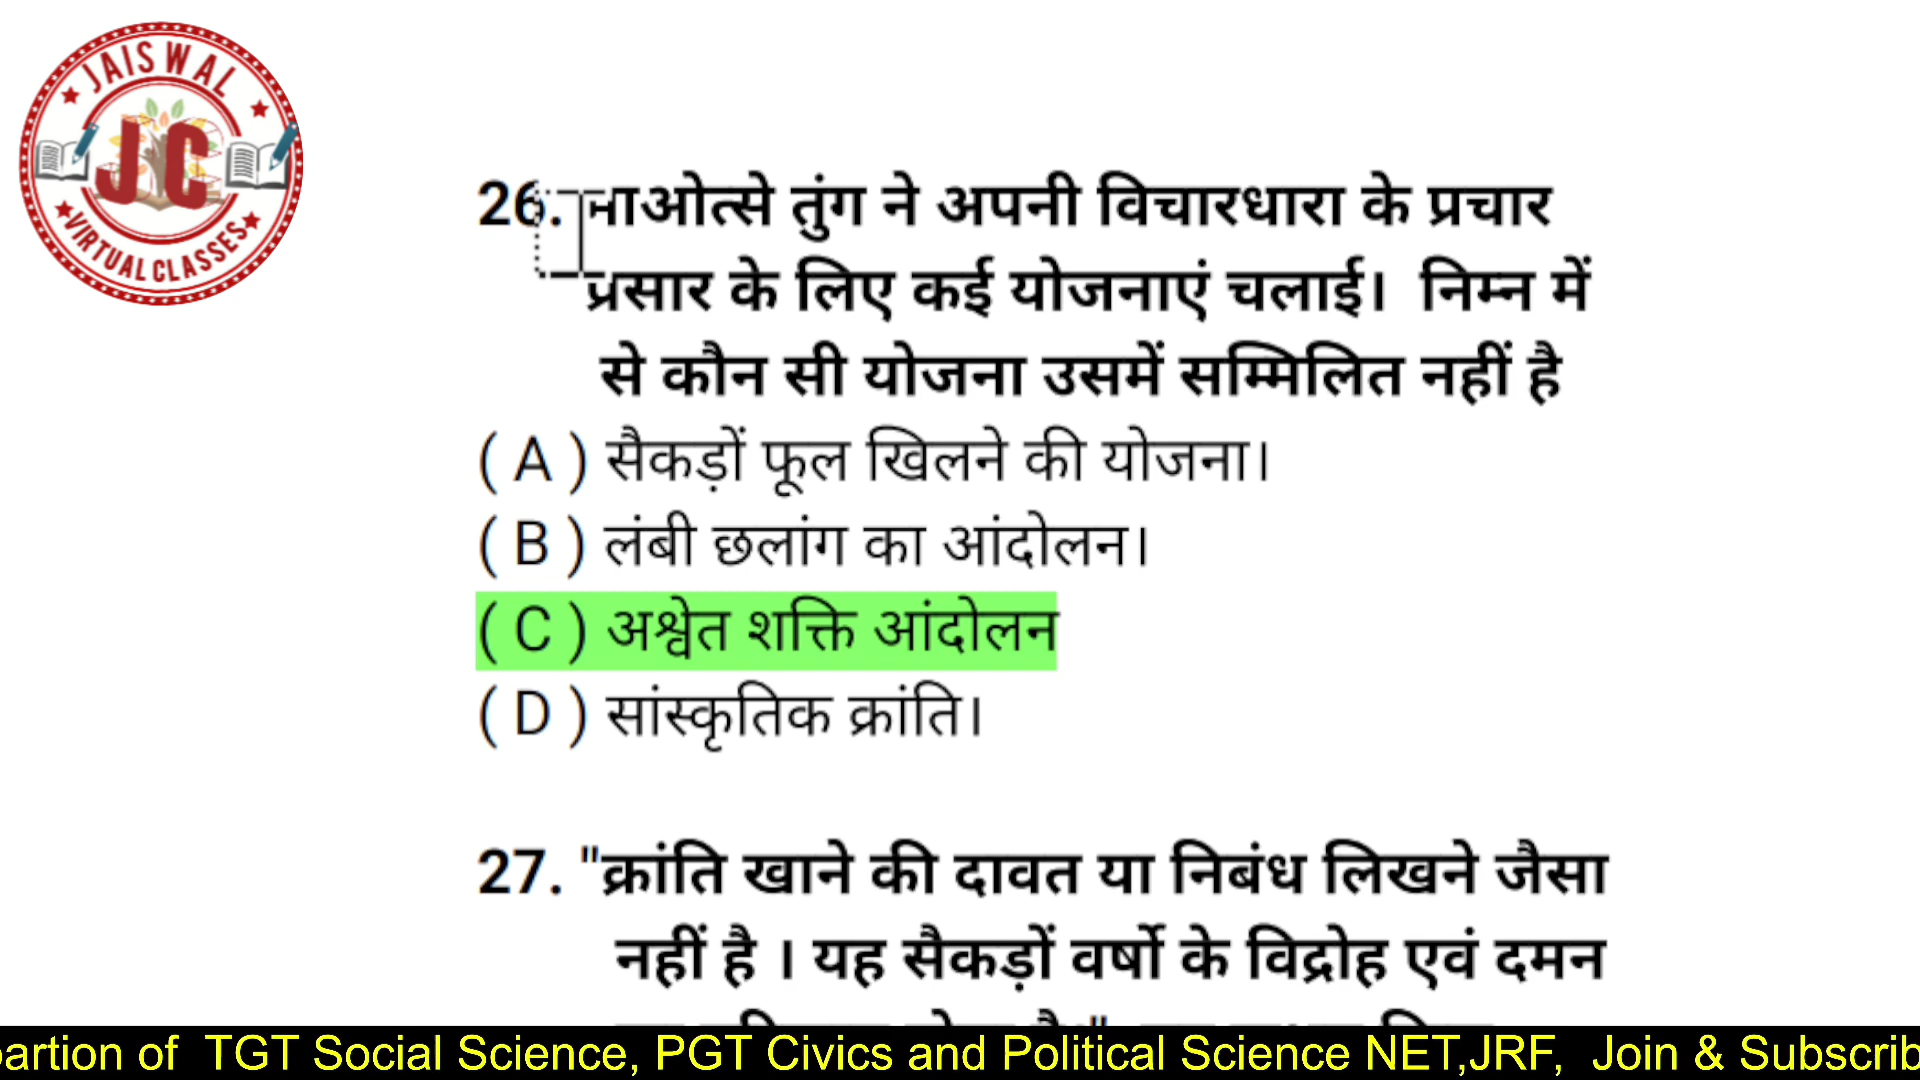 JAISWAL
JC
VIRTUAL CLASSES
26. माओत्से तुंग ने अपनी विचारधारा के प्रचार
प्रसार के लिए कई योजनाएं चलाई। निम्न में
से कौन सी योजना उसमें सम्मिलित नहीं है
( A ) सैकड़ों फूल खिलने की योजना।
( B ) लंबी छलांग का आंदोलन।
( C ) अश्वेत शक्ति आंदोलन
( D ) सांस्कृतिक क्रांति।
27. "क्रांति खाने की दावत या निबंध लिखने जैसा
नहीं है । यह सैकड़ों वर्षो के विद्रोह एवं दमन
artion of TGT Social Science, PGT Civics and Political Science NET,JRF, Join & Subscrib